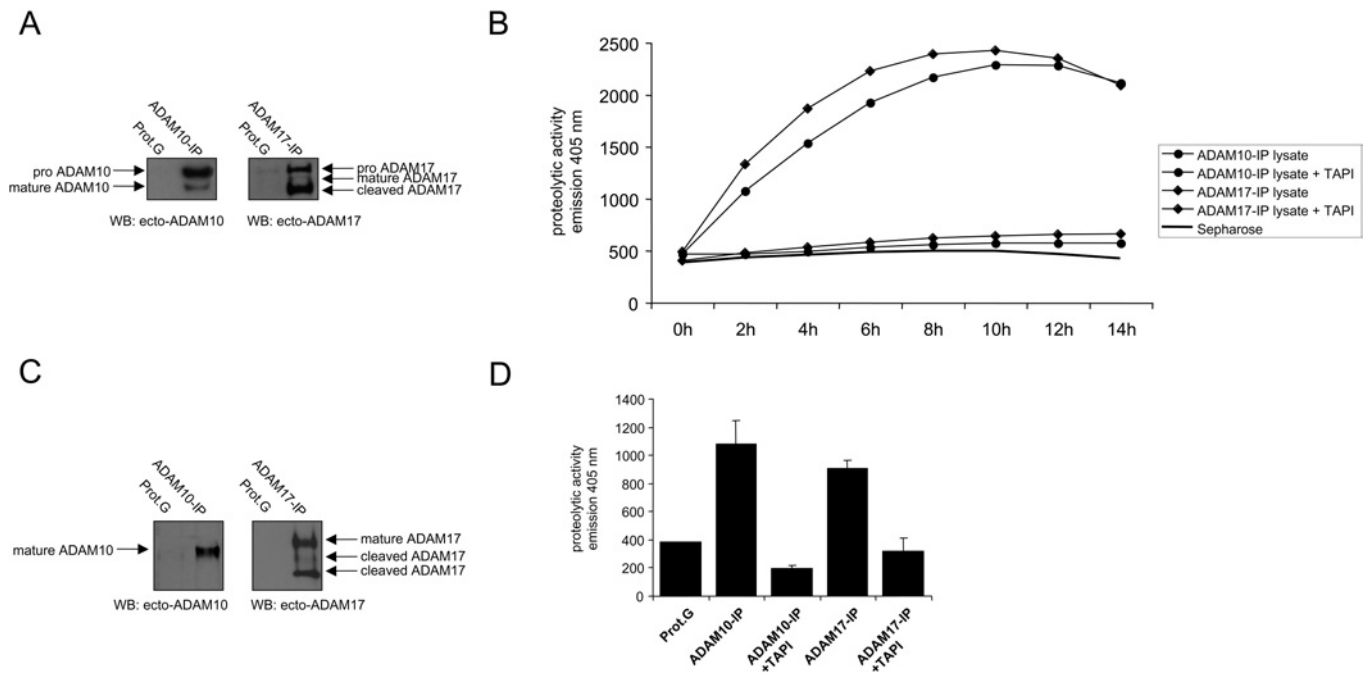 A
Prot.G
ADAM10-IP
pro ADAM10
mature ADAM10
WB: ecto-ADAM10
Prot.G
ADAM17-IP
pro ADAM17
mature ADAM17
cleaved ADAM17
WB: ecto-ADAM17
B
proteolytic activity
emission 405 nm
2500
2000
1500
1000
500
0
0h 2h 4h 6h 8h 10h 12h 14h
ADAM10-IP lysate
ADAM10-IP lysate + TAPI
ADAM17-IP lysate
ADAM17-IP lysate + TAPI
Sepharose
C
Prot.G
ADAM10-IP
mature ADAM10
WB: ecto-ADAM10
Prot.G
ADAM17-IP
mature ADAM17
cleaved ADAM17
cleaved ADAM17
WB: ecto-ADAM17
D
proteolytic activity
emission 405 nm
1400
1200
1000
800
600
400
200
0
Prot.G
ADAM10-IP
ADAM10-IP
+TAPI
ADAM17-IP
ADAM17-IP
+TAPI